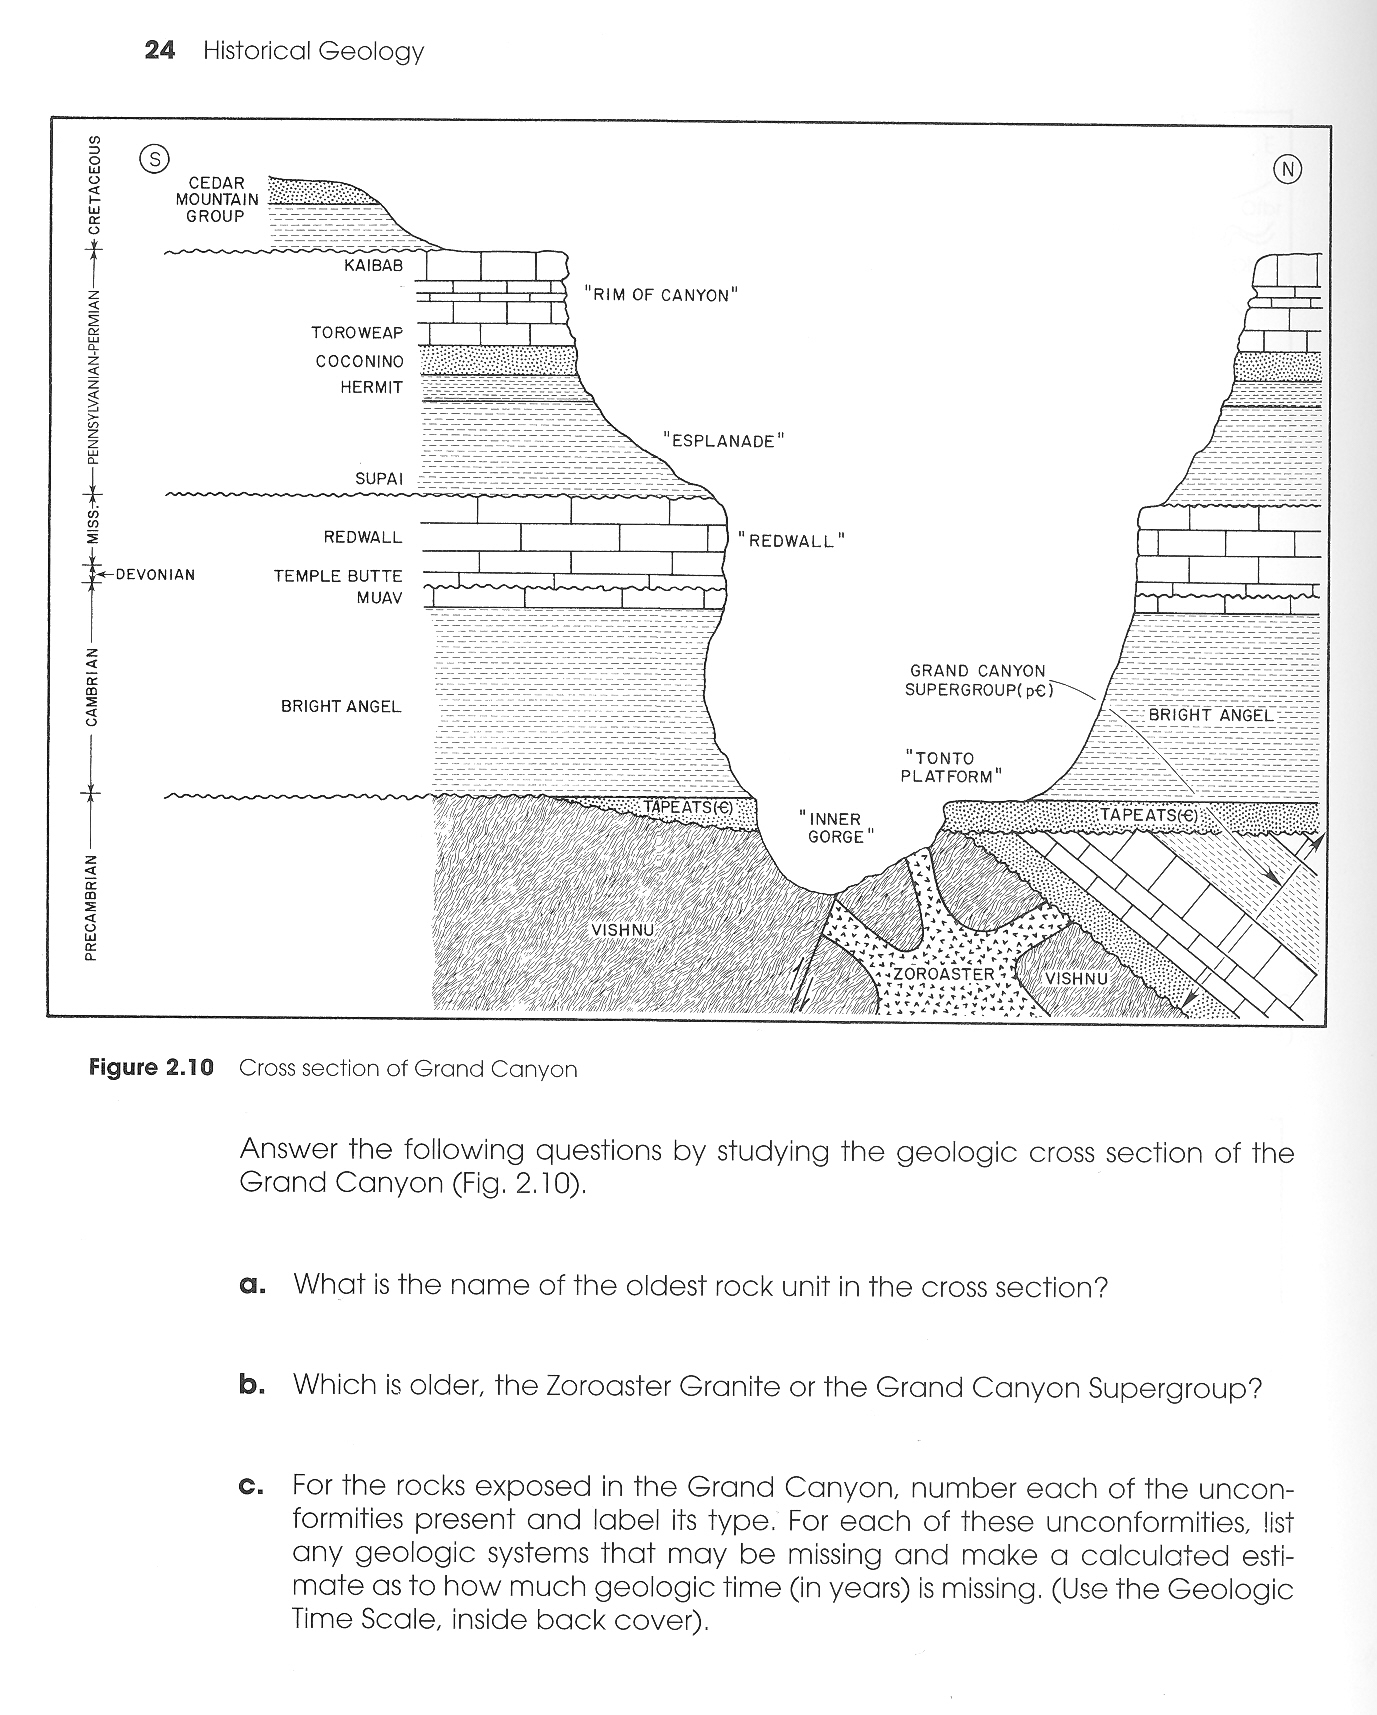 24 Historical Geology
CRETACEOUS
PENNSYLVANIAN-PERMIAN
MISS.
DEVONIAN
CAMBRIAN
PRECAMBRIAN
S
N
CEDAR
MOUNTAIN
GROUP
KAIBAB
"RIM OF CANYON"
TOROWEAP
COCONINO
HERMIT
"ESPLANADE"
SUPAI
REDWALL
"REDWALL"
TEMPLE BUTTE
MUAV
GRAND CANYON
SUPERGROUP(p€)
BRIGHT ANGEL
BRIGHT ANGEL
"TONTO
PLATFORM"
TAPEATS(€)
"INNER
GORGE"
TAPEATS(€)
VISHNU
ZOROASTER
VISHNU
Figure 2.10 Cross section of Grand Canyon
Answer the following questions by studying the geologic cross section of the
Grand Canyon (Fig. 2.10).
a. What is the name of the oldest rock unit in the cross section?
b. Which is older, the Zoroaster Granite or the Grand Canyon Supergroup?
c. For the rocks exposed in the Grand Canyon, number each of the uncon-
formities present and label its type. For each of these unconformities, list
any geologic systems that may be missing and make a calculated esti-
mate as to how much geologic time (in years) is missing. (Use the Geologic
Time Scale, inside back cover).